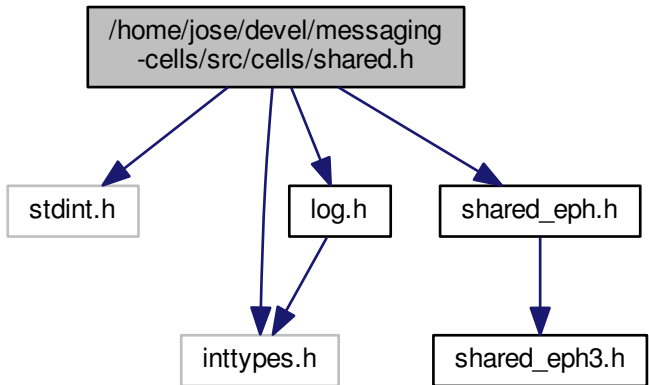 /home/jose/devel/messaging
-cells/src/cells/shared.h
stdint.h
log.h
shared_eph.h
inttypes.h
shared_eph3.h